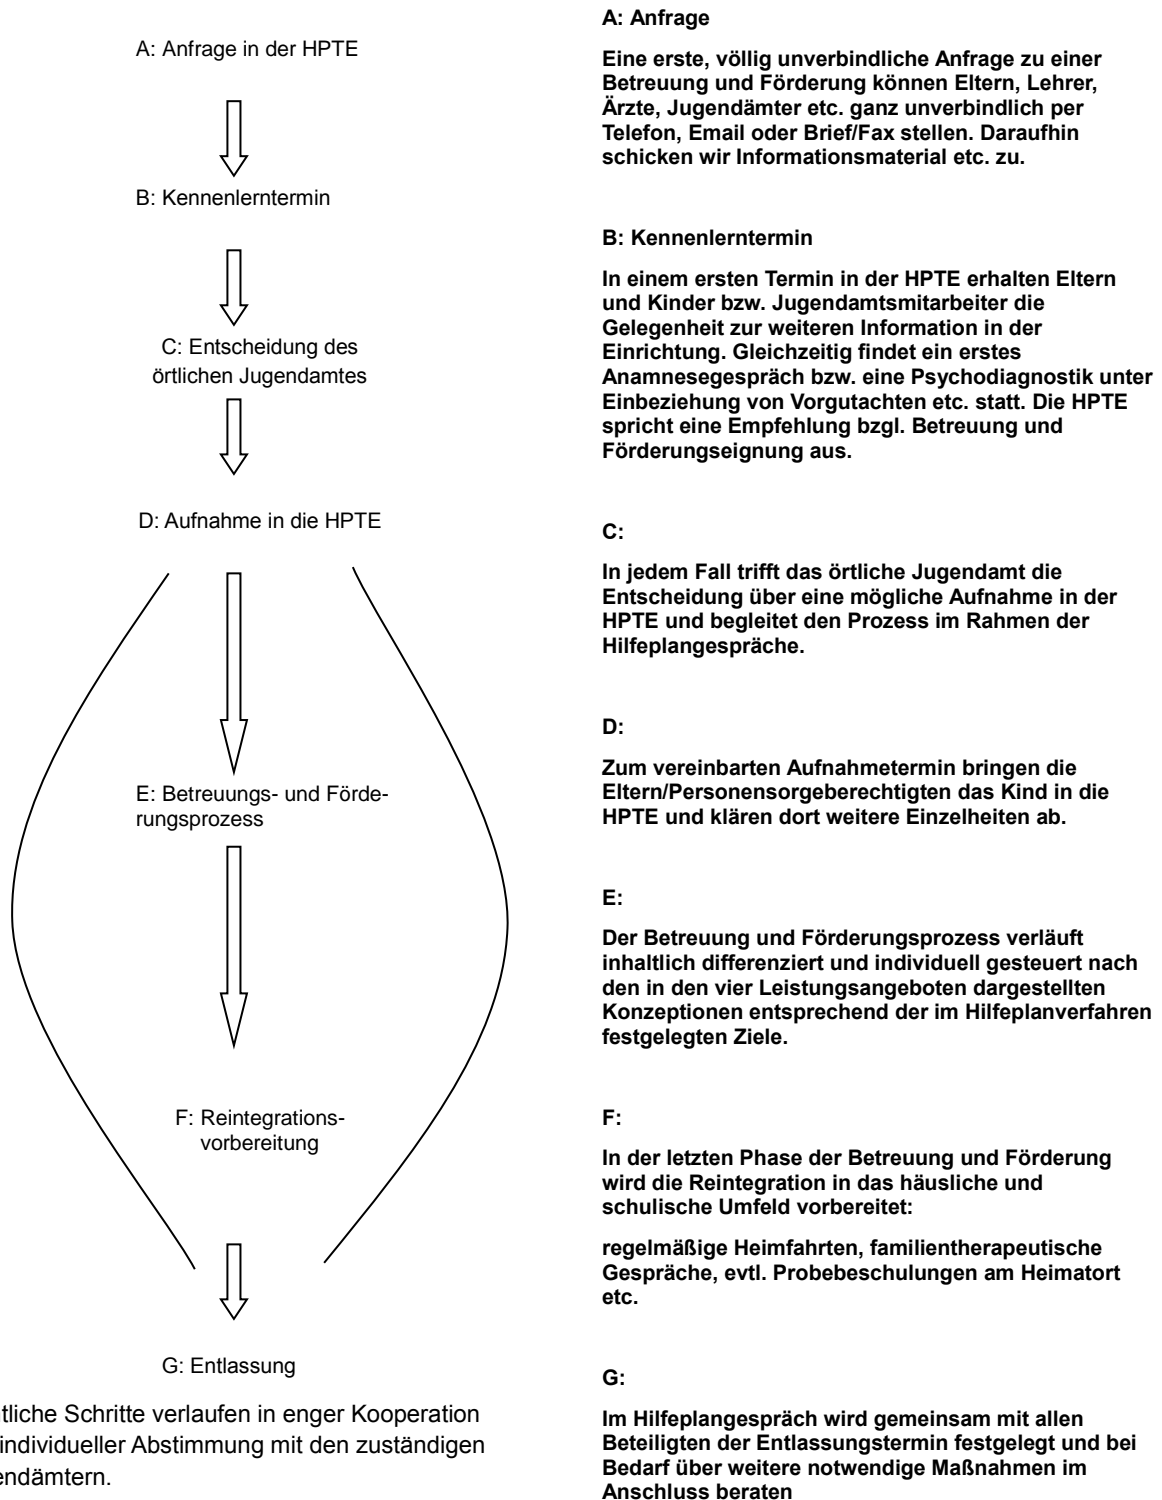 A: Anfrage in der HPTE
B: Kennenlerntermin
C: Entscheidung des
örtlichen Jugendamtes
D: Aufnahme in die HPTE
E: Betreuungs- und Förde-
rungsprozess
F: Reintegrations-
vorbereitung
G: Entlassung
tliche Schritte verlaufen in enger Kooperation
individueller Abstimmung mit den zuständigen
endämtern.
A: Anfrage
Eine erste, völlig unverbindliche Anfrage zu einer
Betreuung und Förderung können Eltern, Lehrer,
Ärzte, Jugendämter etc. ganz unverbindlich per
Telefon, Email oder Brief/Fax stellen. Daraufhin
schicken wir Informationsmaterial etc. zu.
B: Kennenlerntermin
In einem ersten Termin in der HPTE erhalten Eltern
und Kinder bzw. Jugendamtsmitarbeiter die
Gelegenheit zur weiteren Information in der
Einrichtung. Gleichzeitig findet ein erstes
Anamnesegespräch bzw. eine Psychodiagnostik unter
Einbeziehung von Vorgutachten etc. statt. Die HPTE
spricht eine Empfehlung bzgl. Betreuung und
Förderungseignung aus.
C:
In jedem Fall trifft das örtliche Jugendamt die
Entscheidung über eine mögliche Aufnahme in der
HPTE und begleitet den Prozess im Rahmen der
Hilfeplangespräche.
D:
Zum vereinbarten Aufnahmetermin bringen die
Eltern/Personensorgeberechtigten das Kind in die
HPTE und klären dort weitere Einzelheiten ab.
E:
Der Betreuung und Förderungsprozess verläuft
inhaltlich differenziert und individuell gesteuert nach
den in den vier Leistungsangeboten dargestellten
Konzeptionen entsprechend der im Hilfeplanverfahren
festgelegten Ziele.
F:
In der letzten Phase der Betreuung und Förderung
wird die Reintegration in das häusliche und
schulische Umfeld vorbereitet:
regelmäßige Heimfahrten, familientherapeutische
Gespräche, evtl. Probebeschulungen am Heimatort
etc.
G:
Im Hilfeplangespräch wird gemeinsam mit allen
Beteiligten der Entlassungstermin festgelegt und bei
Bedarf über weitere notwendige Maßnahmen im
Anschluss beraten